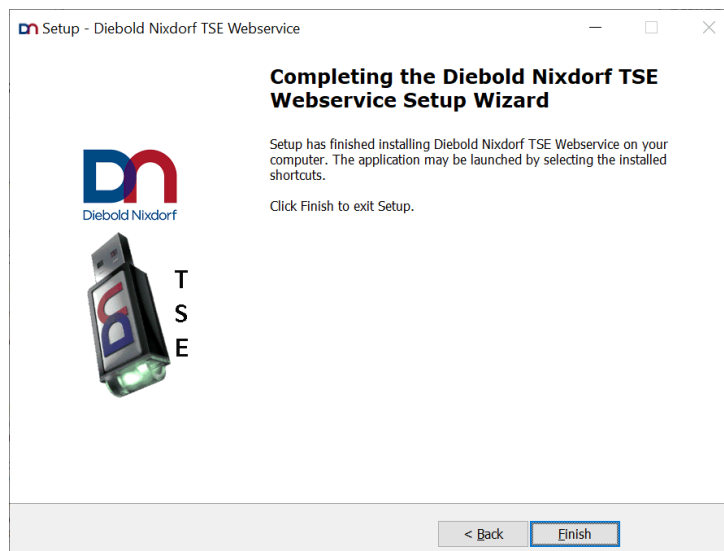 Setup - Diebold Nixdorf TSE Webservice
Completing the Diebold Nixdorf TSE
Webservice Setup Wizard
Setup has finished installing Diebold Nixdorf TSE Webservice on your
computer. The application may be launched by selecting the installed
shortcuts.
Click Finish to exit Setup.
DN
Diebold Nixdorf
DN
T
S
E
< Back
Finish